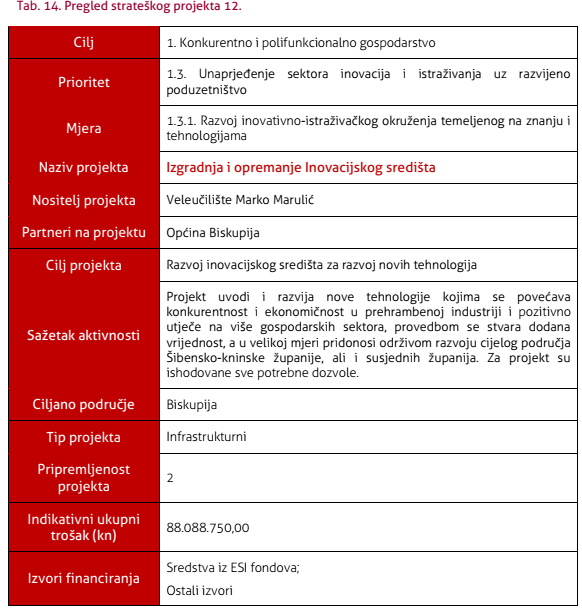 Tab. 14. Pregled strateškog projekta 12.
Cilj
1. Konkurentno i polifunkcionalno gospodarstvo
Prioritet
1.3. Unaprjeđenje sektora inovacija i istraživanja uz razvijeno
poduzetništvo
Mjera
1.3.1. Razvoj inovativno-istraživačkog okruženja temeljenog na znanju i
tehnologijama
Naziv projekta
Izgradnja i opremanje Inovacijskog središta
Nositelj projekta
Veleučilište Marko Marulić
Partneri na projektu
Općina Biskupija
Cilj projekta
Razvoj inovacijskog središta za razvoj novih tehnologija
Sažetak aktivnosti
Projekt uvodi i razvija nove tehnologije kojima se povećava
konkurentnost i ekonomičnost u prehrambenoj industriji i pozitivno
utječe na više gospodarskih sektora, provedbom se stvara dodana
vrijednost, a u velikoj mjeri pridonosi održivom razvoju cijelog područja
Šibensko-kninske županije, ali i susjednih županija. Za projekt su
ishodovane sve potrebne dozvole.
Ciljano područje
Biskupija
Tip projekta
Infrastrukturni
Pripremljenost
projekta
2
Indikativni ukupni
trošak (kn)
88.088.750,00
Izvori financiranja
Sredstva iz ESI fondova;
Ostali izvori